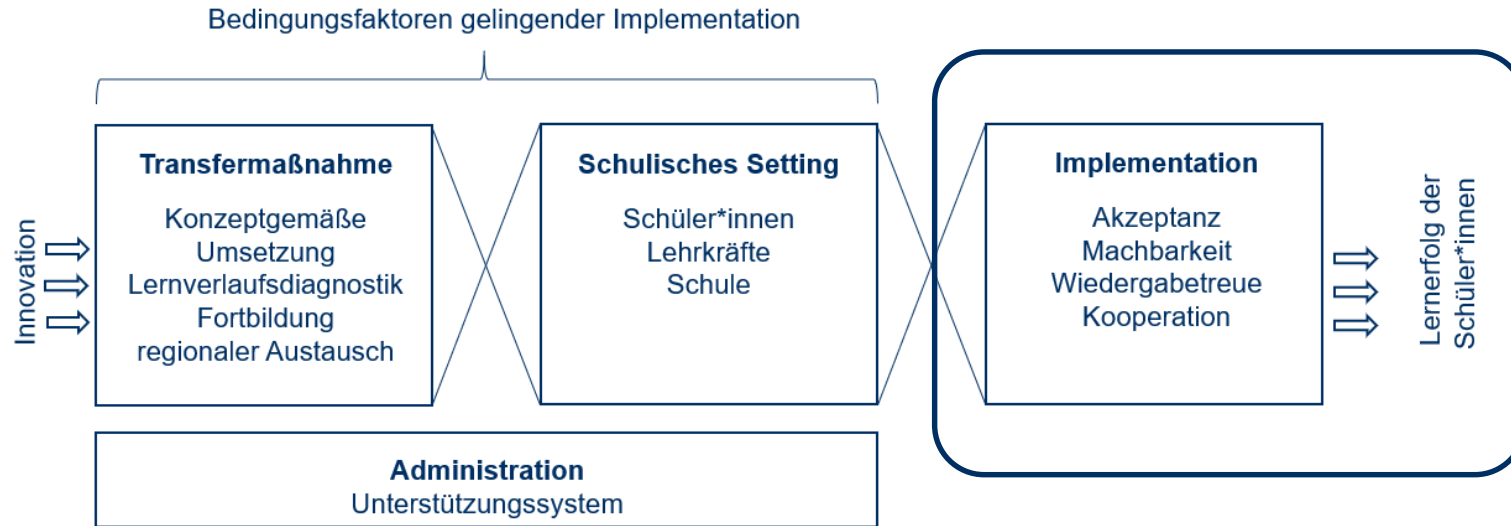 Bedingungsfaktoren gelingender Implementation
Innovation
Transfermaßnahme
Konzeptgemäße
Umsetzung
Lernverlaufsdiagnostik
Fortbildung
regionaler Austausch
Schulisches Setting
Schüler*innen
Lehrkräfte
Schule
Implementation
Akzeptanz
Machbarkeit
Wiedergabetreue
Kooperation
Lernerfolg der
Schüler*innen
Administration
Unterstützungssystem